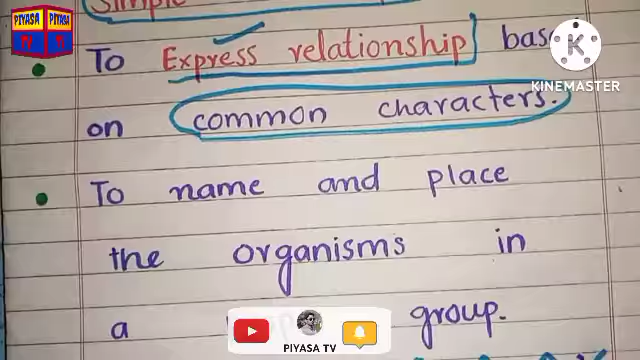 PIYASA PIYASA
Simple
To Express relationship bas
KINEMASTER
on common characters.
To name and place
the organisms in
a group.
PIYASA TV